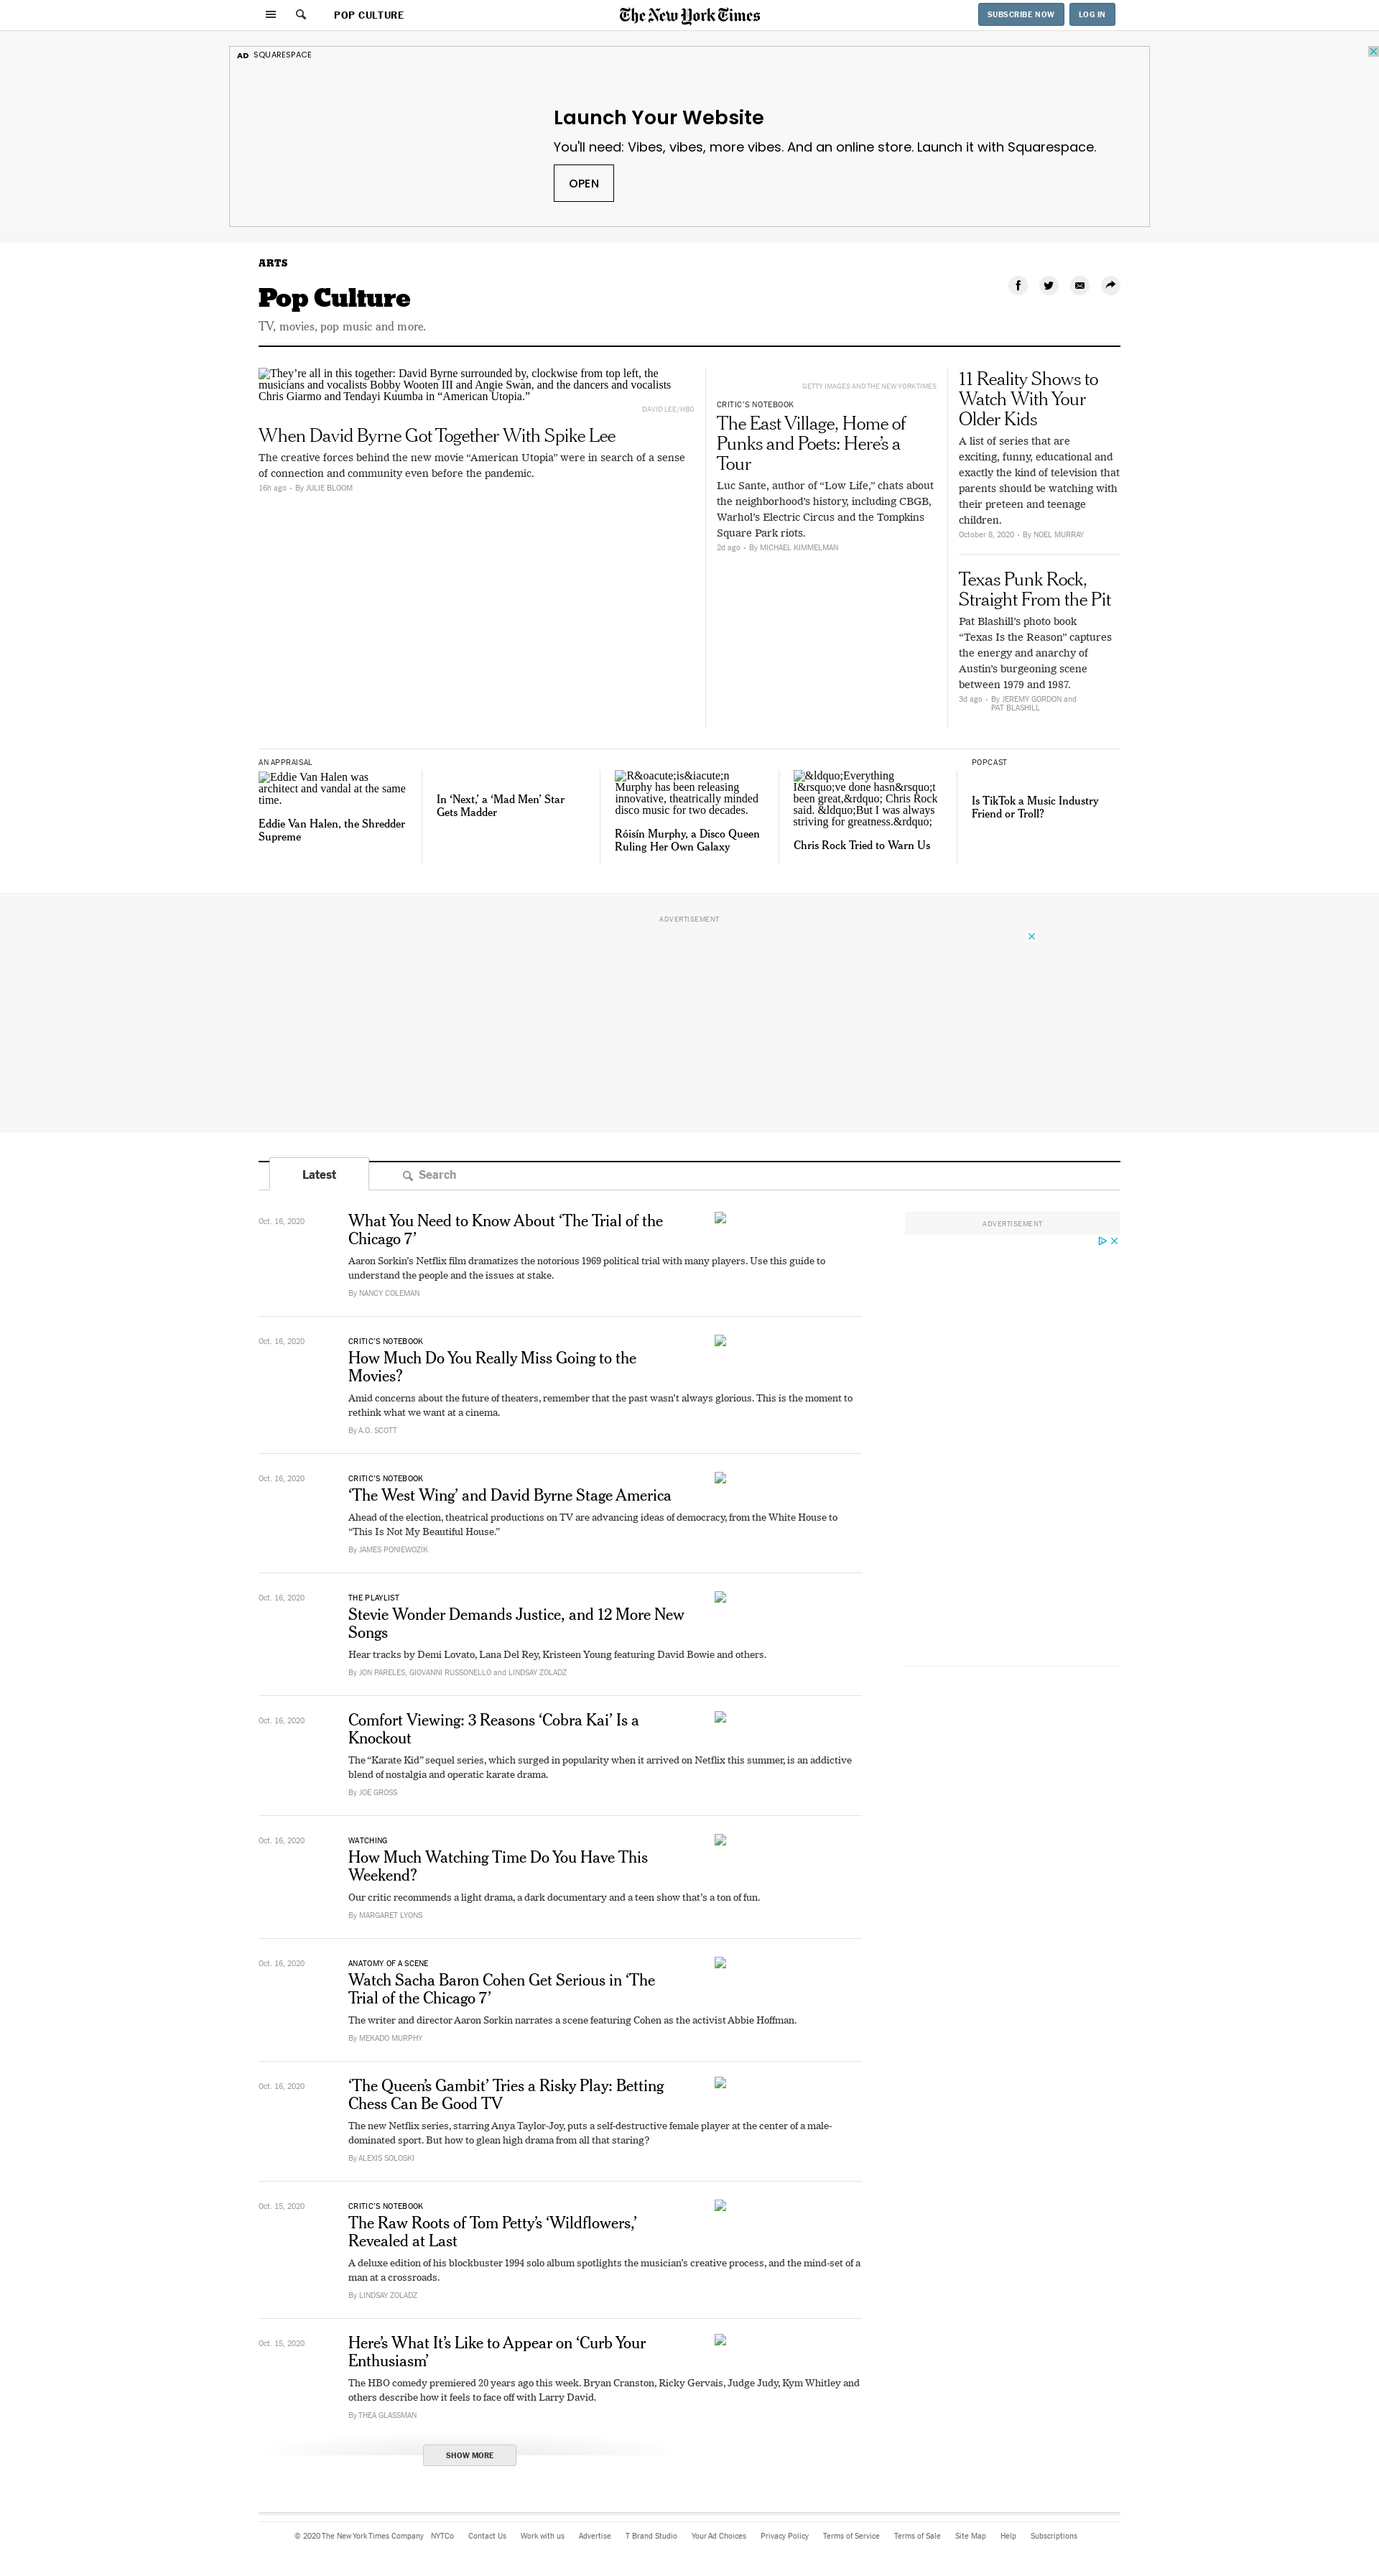 POP CULTURE
The New York Times
SUBSCRIBE NOW
LOG IN
AD SQUARESPACE
Launch Your Website
You'll need: Vibes, vibes, more vibes. And an online store. Launch it with Squarespace.
OPEN
ARTS
Pop Culture
TV, movies, pop music and more.
They’re all in this together: David Byrne surrounded by, clockwise from top left, the
musicians and vocalists Bobby Wooten III and Angie Swan, and the dancers and vocalists
Chris Giarmo and Tendayi Kuumba in “American Utopia.”
DAVID LEE/HBO
When David Byrne Got Together With Spike Lee
The creative forces behind the new movie “American Utopia” were in search of a sense
of connection and community even before the pandemic.
16h ago • By JULIE BLOOM
GETTY IMAGES AND THE NEW YORK TIMES
CRITIC’S NOTEBOOK
The East Village, Home of
Punks and Poets: Here’s a
Tour
Luc Sante, author of “Low Life,” chats about
the neighborhood’s history, including CBGB,
Warhol’s Electric Circus and the Tompkins
Square Park riots.
2d ago • By MICHAEL KIMMELMAN
11 Reality Shows to
Watch With Your
Older Kids
A list of series that are
exciting, funny, educational and
exactly the kind of television that
parents should be watching with
their preteen and teenage
children.
October 8, 2020 • By NOEL MURRAY
Texas Punk Rock,
Straight From the Pit
Pat Blashill’s photo book
“Texas Is the Reason” captures
the energy and anarchy of
Austin’s burgeoning scene
between 1979 and 1987.
3d ago • By JEREMY GORDON and
PAT BLASHILL
AN APPRAISAL
Eddie Van Halen was
architect and vandal at the same
time.
Eddie Van Halen, the Shredder
Supreme
In ‘Next,’ a ‘Mad Men’ Star
Gets Madder
R&oacute;is&iacute;n
Murphy has been releasing
innovative, theatrically minded
disco music for two decades.
Róisín Murphy, a Disco Queen
Ruling Her Own Galaxy
&ldquo;Everything
I&rsquo;ve done hasn&rsquo;t
been great,&rdquo; Chris Rock
said. &ldquo;But I was always
striving for greatness.&rdquo;
Chris Rock Tried to Warn Us
POPCAST
Is TikTok a Music Industry
Friend or Troll?
ADVERTISEMENT
Latest
Search
ADVERTISEMENT
Oct. 16, 2020
What You Need to Know About ‘The Trial of the
Chicago 7’
Aaron Sorkin’s Netflix film dramatizes the notorious 1969 political trial with many players. Use this guide to
understand the people and the issues at stake.
By NANCY COLEMAN
Oct. 16, 2020
CRITIC’S NOTEBOOK
How Much Do You Really Miss Going to the
Movies?
Amid concerns about the future of theaters, remember that the past wasn’t always glorious. This is the moment to
rethink what we want at a cinema.
By A.O. SCOTT
Oct. 16, 2020
CRITIC’S NOTEBOOK
‘The West Wing’ and David Byrne Stage America
Ahead of the election, theatrical productions on TV are advancing ideas of democracy, from the White House to
“This Is Not My Beautiful House.”
By JAMES PONIEWOZIK
Oct. 16, 2020
THE PLAYLIST
Stevie Wonder Demands Justice, and 12 More New
Songs
Hear tracks by Demi Lovato, Lana Del Rey, Kristeen Young featuring David Bowie and others.
By JON PARELES, GIOVANNI RUSSONELLO and LINDSAY ZOLADZ
Oct. 16, 2020
Comfort Viewing: 3 Reasons ‘Cobra Kai’ Is a
Knockout
The “Karate Kid” sequel series, which surged in popularity when it arrived on Netflix this summer, is an addictive
blend of nostalgia and operatic karate drama.
By JOE GROSS
Oct. 16, 2020
WATCHING
How Much Watching Time Do You Have This
Weekend?
Our critic recommends a light drama, a dark documentary and a teen show that’s a ton of fun.
By MARGARET LYONS
Oct. 16, 2020
ANATOMY OF A SCENE
Watch Sacha Baron Cohen Get Serious in ‘The
Trial of the Chicago 7’
The writer and director Aaron Sorkin narrates a scene featuring Cohen as the activist Abbie Hoffman.
By MEKADO MURPHY
Oct. 16, 2020
‘The Queen’s Gambit’ Tries a Risky Play: Betting
Chess Can Be Good TV
The new Netflix series, starring Anya Taylor-Joy, puts a self-destructive female player at the center of a male-
dominated sport. But how to glean high drama from all that staring?
By ALEXIS SOLOSKI
Oct. 15, 2020
CRITIC’S NOTEBOOK
The Raw Roots of Tom Petty’s ‘Wildflowers,’
Revealed at Last
A deluxe edition of his blockbuster 1994 solo album spotlights the musician’s creative process, and the mind-set of a
man at a crossroads.
By LINDSAY ZOLADZ
Oct. 15, 2020
Here’s What It’s Like to Appear on ‘Curb Your
Enthusiasm’
The HBO comedy premiered 20 years ago this week. Bryan Cranston, Ricky Gervais, Judge Judy, Kym Whitley and
others describe how it feels to face off with Larry David.
By THEA GLASSMAN
SHOW MORE
© 2020 The New York Times Company NYTCo Contact Us Work with us Advertise T Brand Studio Your Ad Choices Privacy Policy Terms of Service Terms of Sale Site Map Help Subscriptions